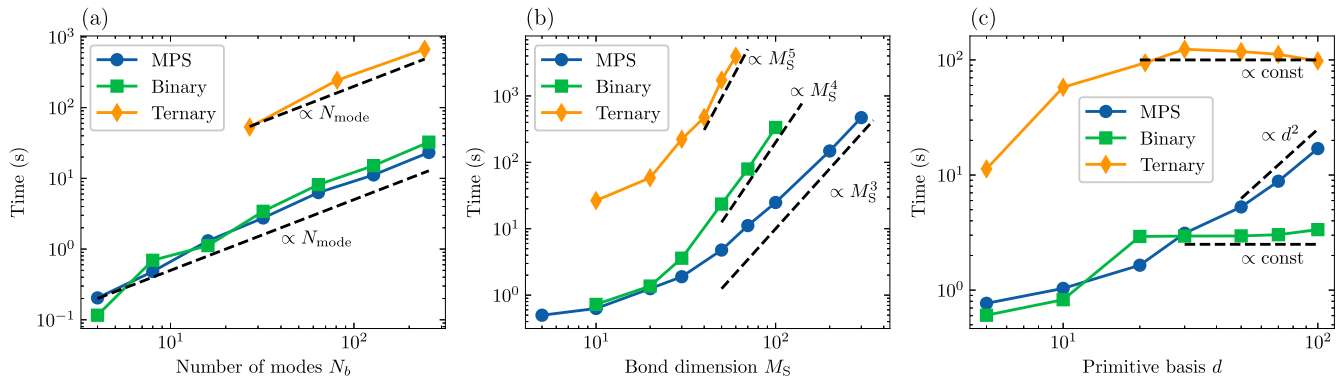 (a)
MPS
Binary
Ternary
∝ N_mode
∝ N_mode
10^3
10^2
10^1
10^0
10^−1
10^1
10^2
Time (s)
Number of modes N_b
(b)
MPS
Binary
Ternary
∝ M_S^5
∝ M_S^4
∝ M_S^3
10^3
10^2
10^1
10^0
10^1
10^2
Time (s)
Bond dimension M_S
(c)
∝ const
MPS
Binary
Ternary
∝ d^2
∝ const
10^2
10^1
10^0
10^1
10^2
Time (s)
Primitive basis d